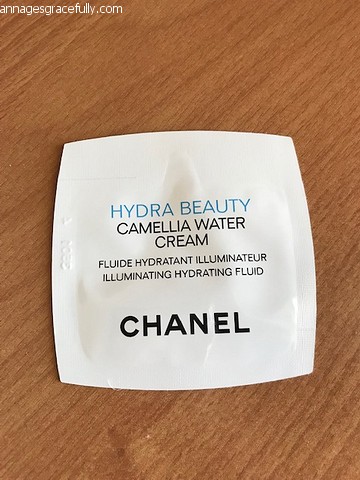 annagesgracefully.com
HYDRA BEAUTY
CAMELLIA WATER
CREAM
FLUIDE HYDRATANT ILLUMINATEUR
ILLUMINATING HYDRATING FLUID
CHANEL